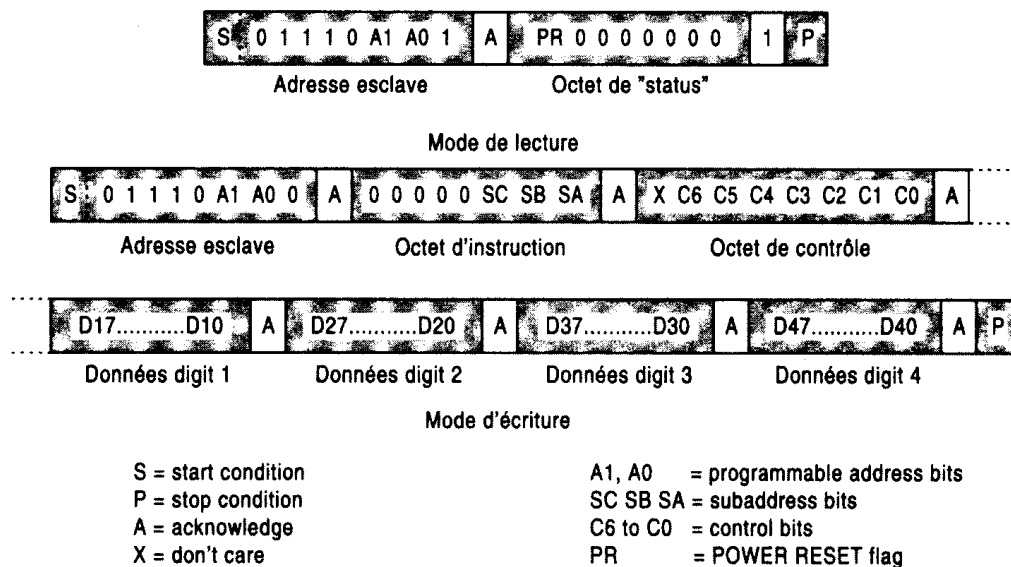 S 0 1 1 1 0 A1 A0 1 A PR 0 0 0 0 0 0 0 1 P
Adresse esclave Octet de "status"
Mode de lecture
S 0 1 1 1 0 A1 A0 0 A 0 0 0 0 0 SC SB SA A X C6 C5 C4 C3 C2 C1 C0 A
Adresse esclave Octet d'instruction Octet de contrôle
D17...........D10 A D27...........D20 A D37...........D30 A D47...........D40 A P
Données digit 1 Données digit 2 Données digit 3 Données digit 4
Mode d'écriture
S = start condition A1, A0 = programmable address bits
P = stop condition SC SB SA = subaddress bits
A = acknowledge C6 to C0 = control bits
X = don't care PR = POWER RESET flag